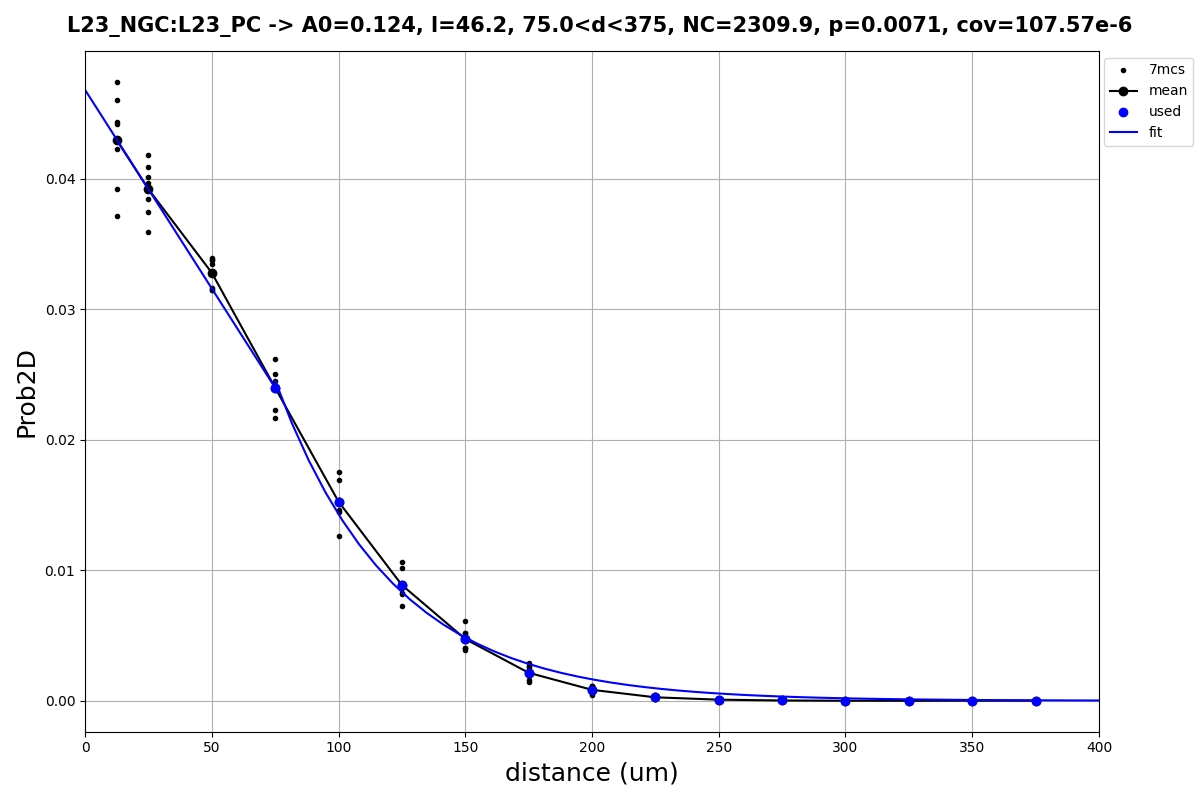 L23_NGC:L23_PC -> A0=0.124, l=46.2, 75.0<d<375, NC=2309.9, p=0.0071, cov=107.57e-6
7mcs
mean
used
fit
Prob2D
0.04
0.03
0.02
0.01
0.00
0 50 100 150 200 250 300 350 400
distance (um)